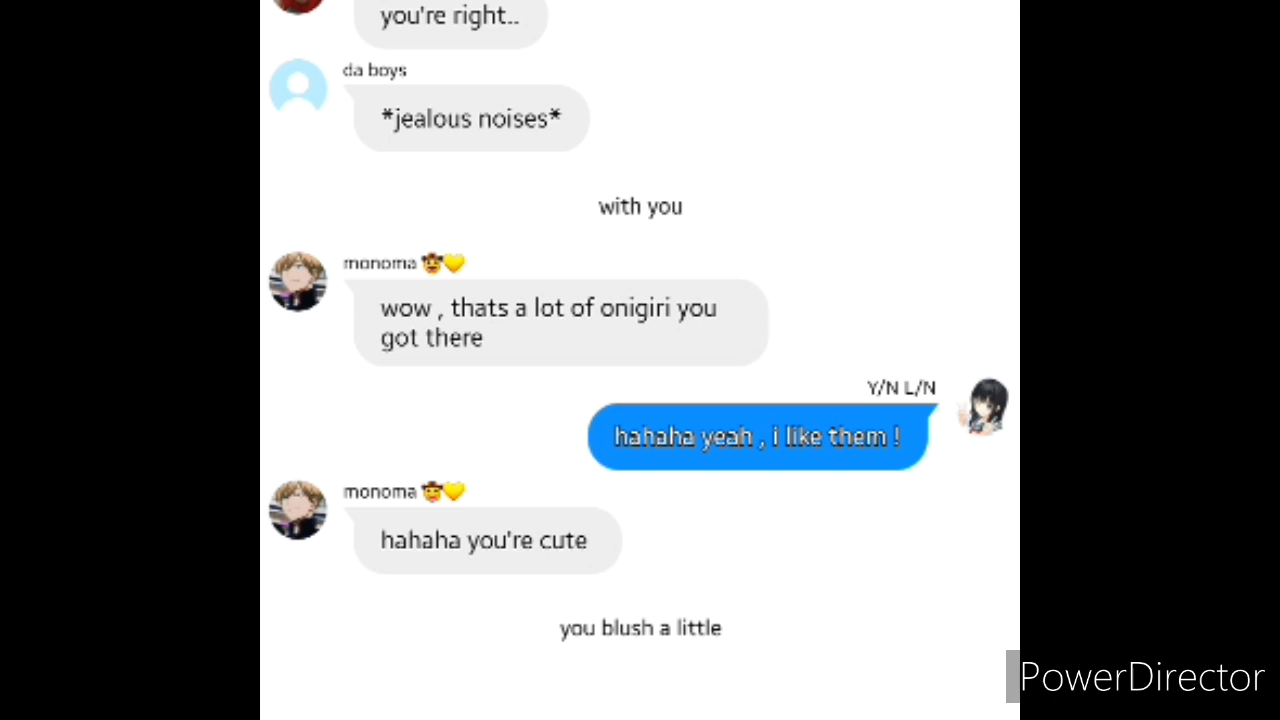 you're right..
da boys
*jealous noises*
with you
monoma 🤠💛
wow , thats a lot of onigiri you
got there
Y/N L/N
hahaha yeah , i like them !
monoma 🤠💛
hahaha you're cute
you blush a little
PowerDirector